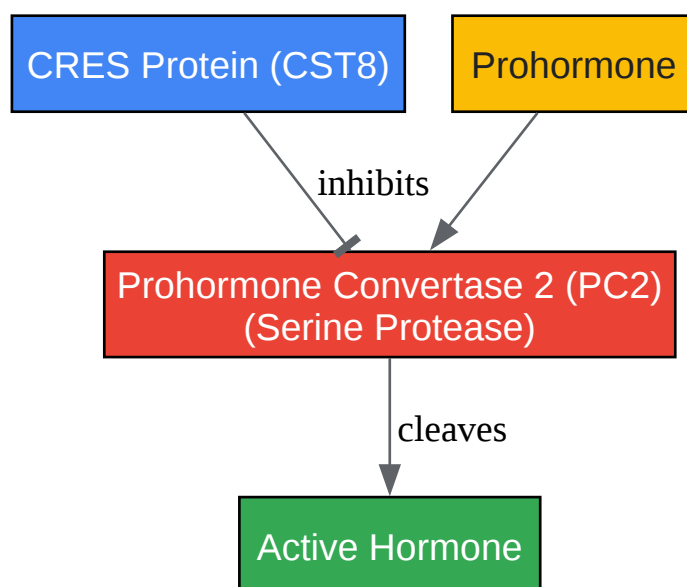 CRES Protein (CST8)
Prohormone
inhibits
Prohormone Convertase 2 (PC2)
(Serine Protease)
cleaves
Active Hormone